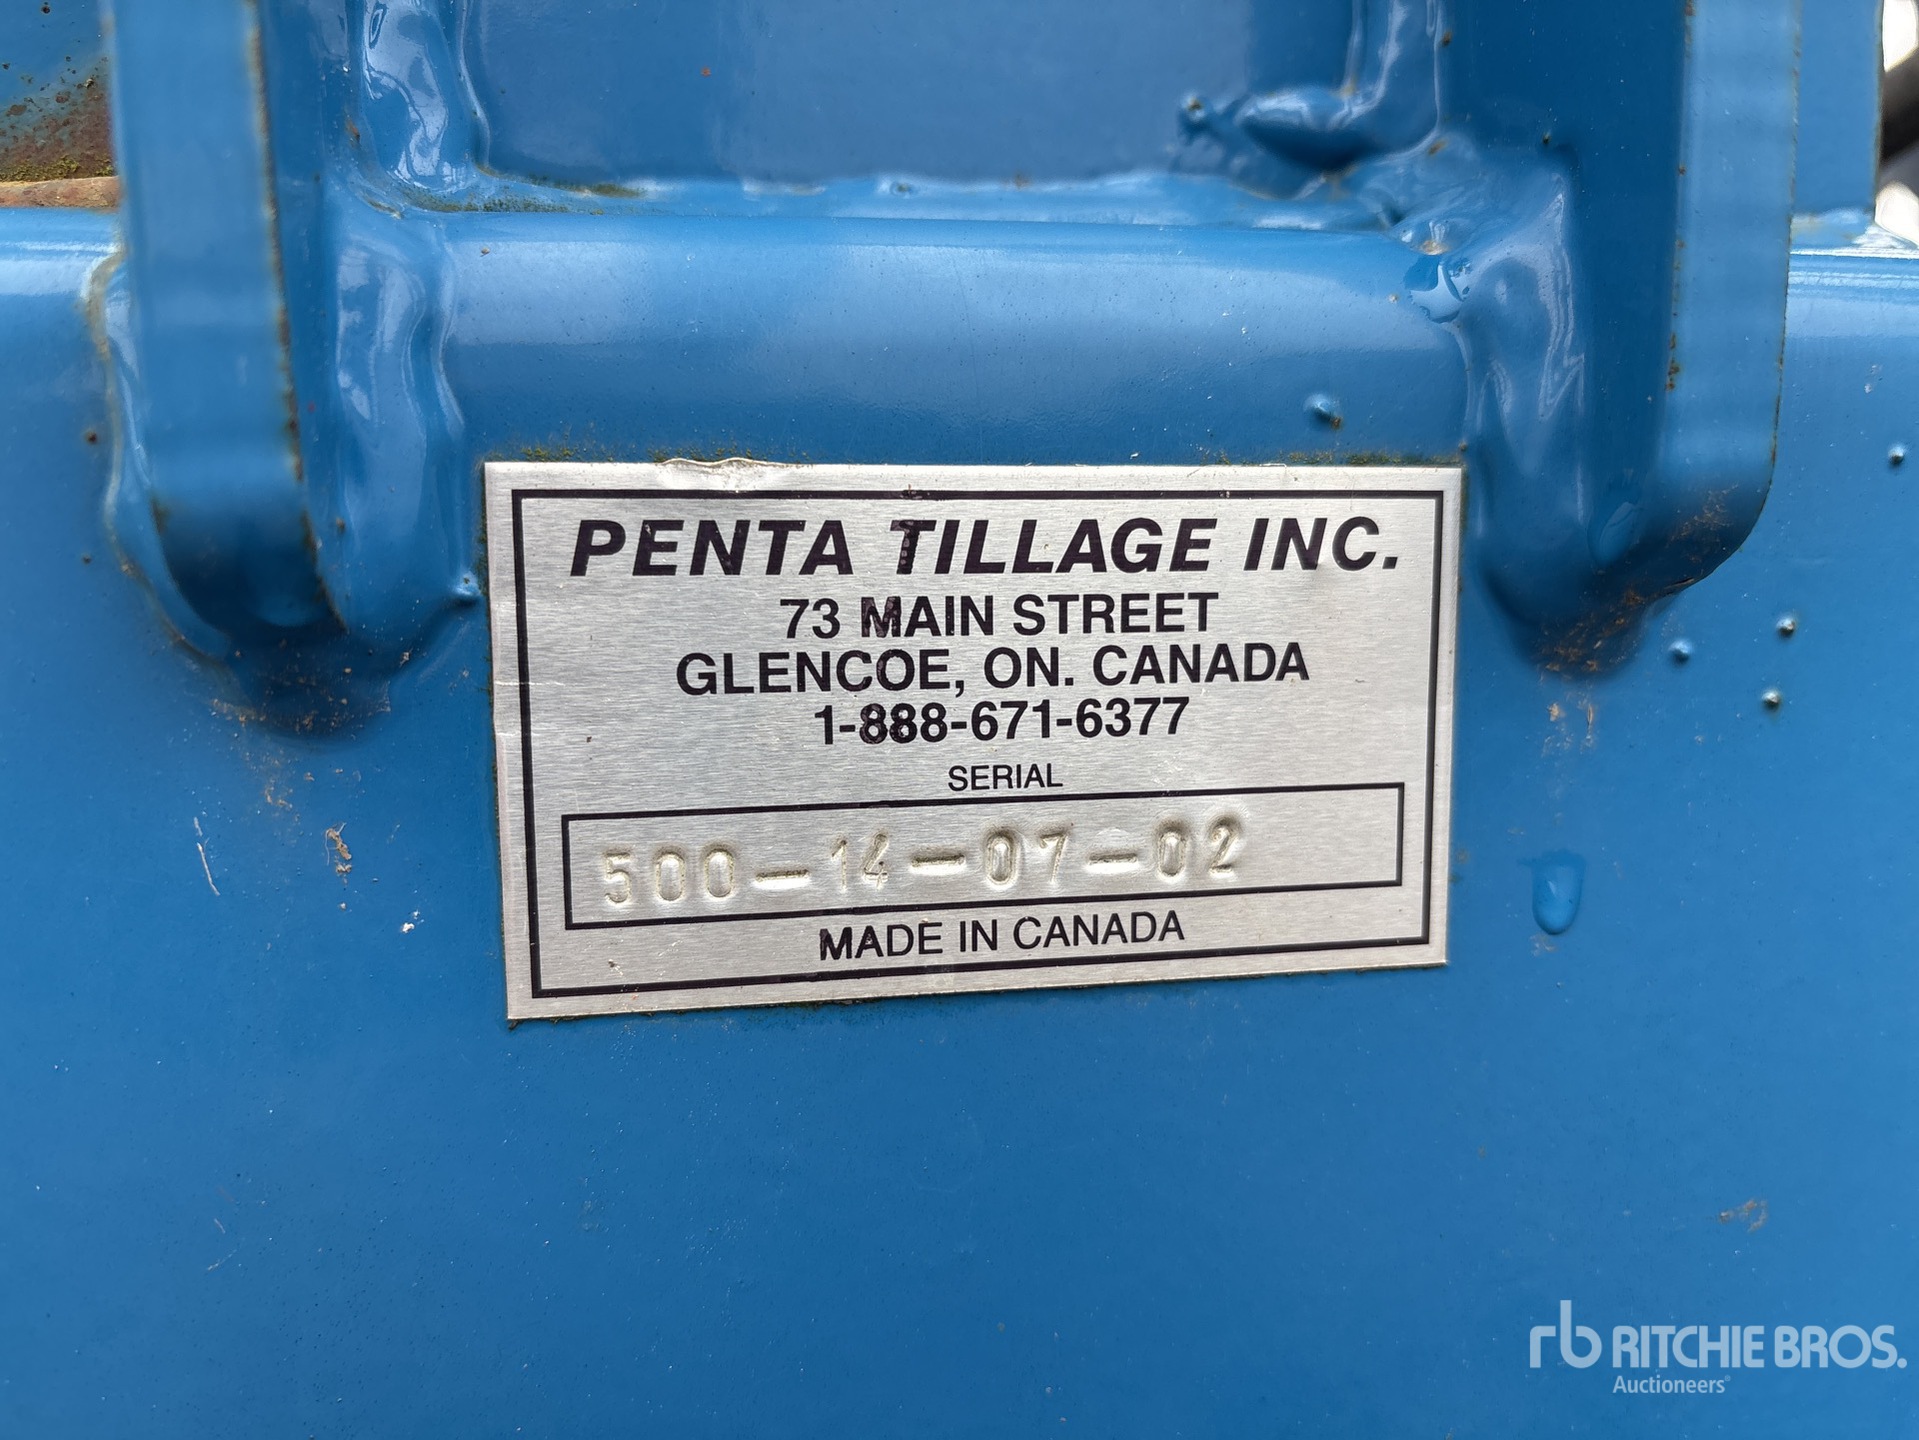 PENTA TILLAGE INC.
73 MAIN STREET
GLENCOE, ON. CANADA
1-888-671-6377
SERIAL
500-14-07-02
MADE IN CANADA
rb RITCHIE BROS.
Auctioneers®